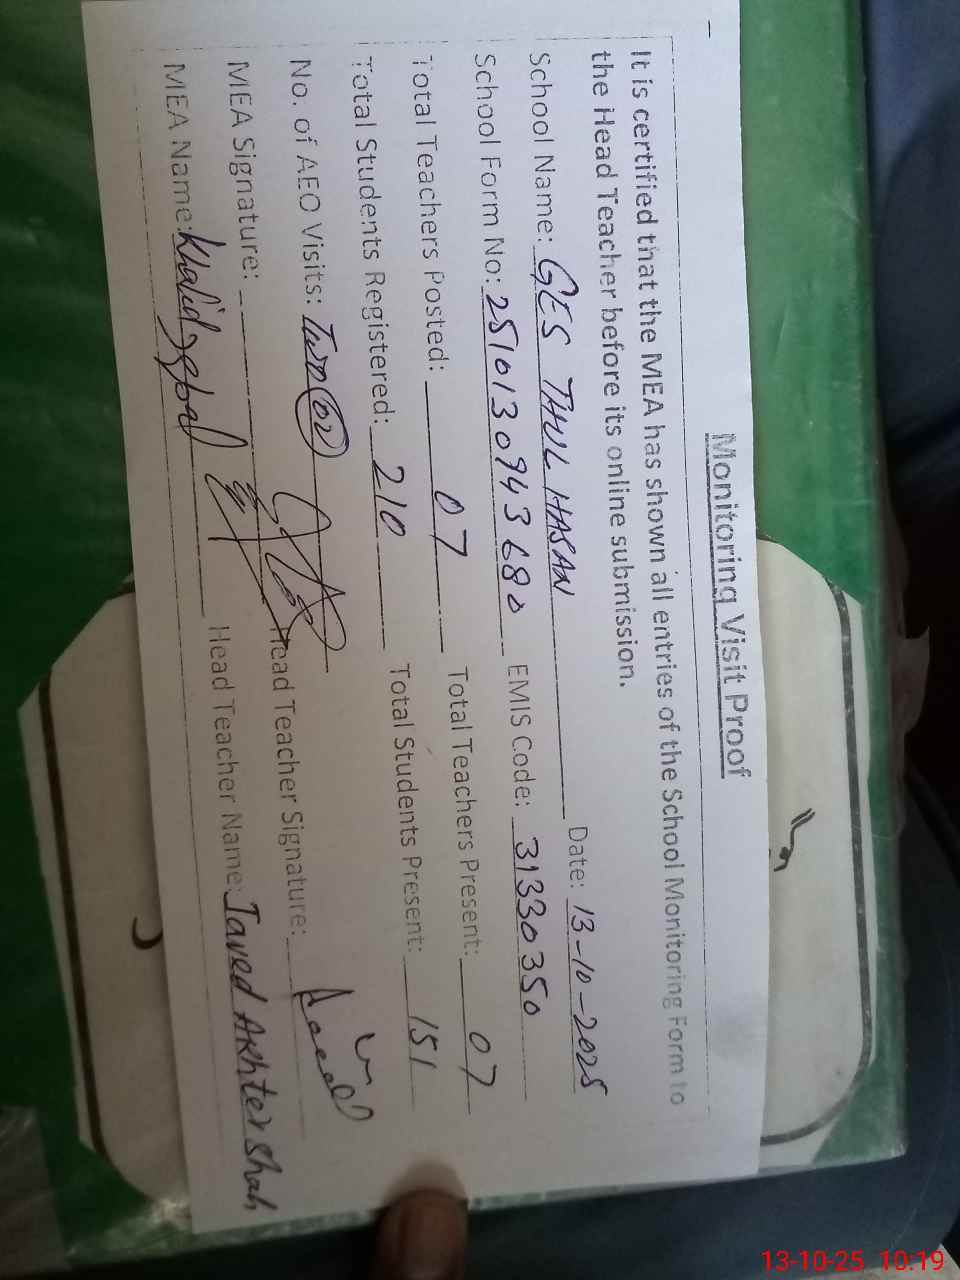 Monitoring Visit Proof
It is certified that the MEA has shown all entries of the School Monitoring Form to
the Head Teacher before its online submission.
School Name: GES THUL HASAN Date: 13-10-2025
School Form No: 2510130943680 EMIS Code: 31330350
Total Teachers Posted: 07 Total Teachers Present: 07
Total Students Registered: 210 Total Students Present: 151
No. of AEO Visits: Two 02
MEA Signature: Head Teacher Signature:
MEA Name: Khalid Iqbal Head Teacher Name: Javed Akhter Shah
13-10-25 10:19